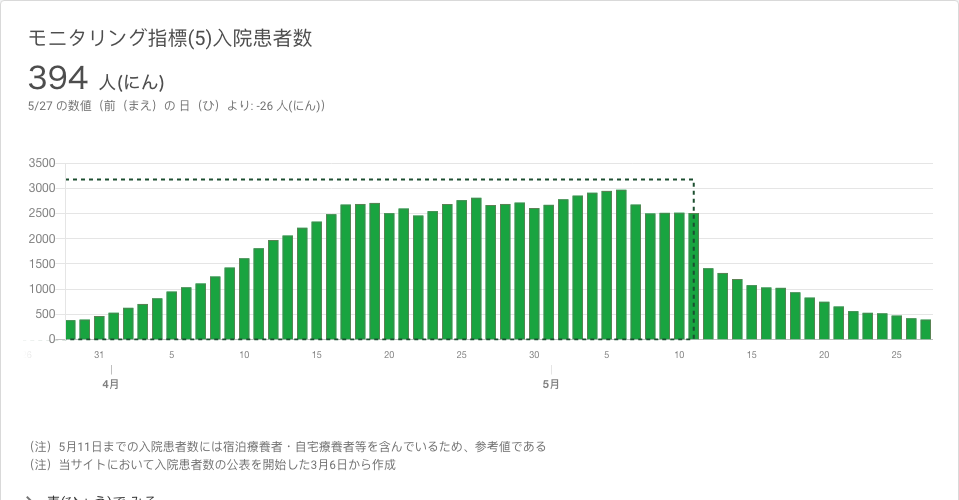 モニタリング指標(5)入院患者数
394 人(にん)
5/27 の数値（前（まえ）の 日（ひ）より: -26 人(にん)）
3500
3000
2500
2000
1500
1000
500
0
31 5 10 15 20 25 30 5 10 15 20 25
4月 5月
（注）5月11日までの入院患者数には宿泊療養者・自宅療養者等を含んでいるため、参考値である
（注）当サイトにおいて入院患者数の公表を開始した3月6日から作成